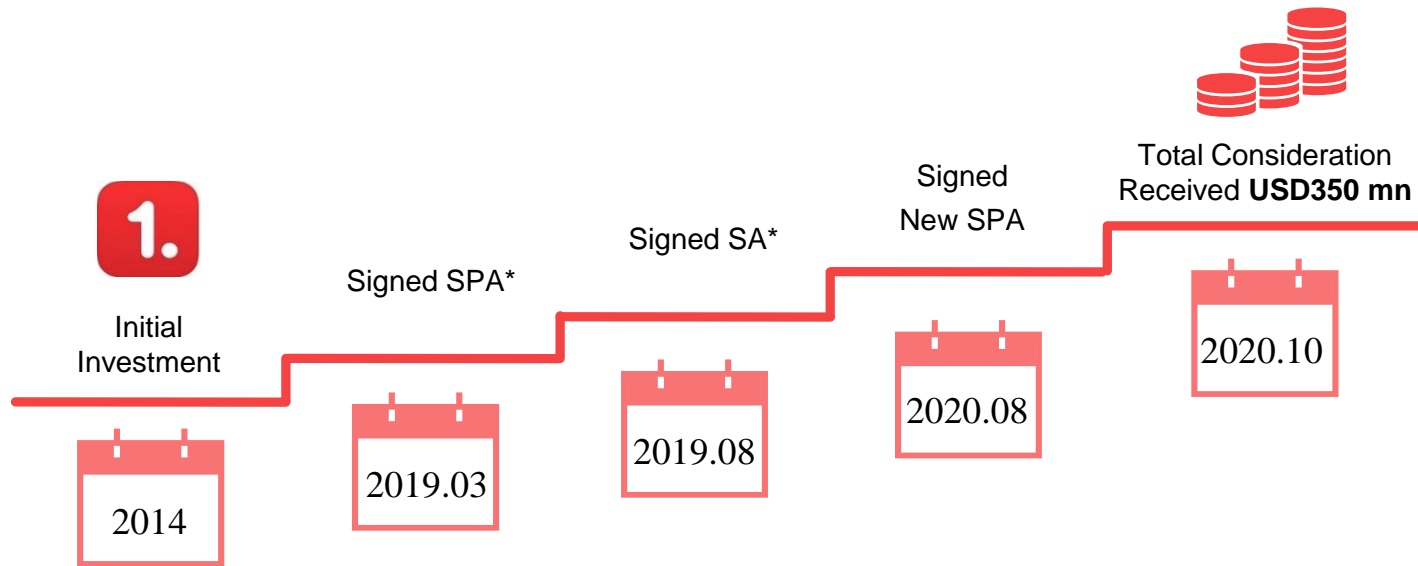 1.
Initial
Investment
2014
Signed SPA*
2019.03
Signed SA*
2019.08
Signed
New SPA
2020.08
Total Consideration
Received USD350 mn
2020.10